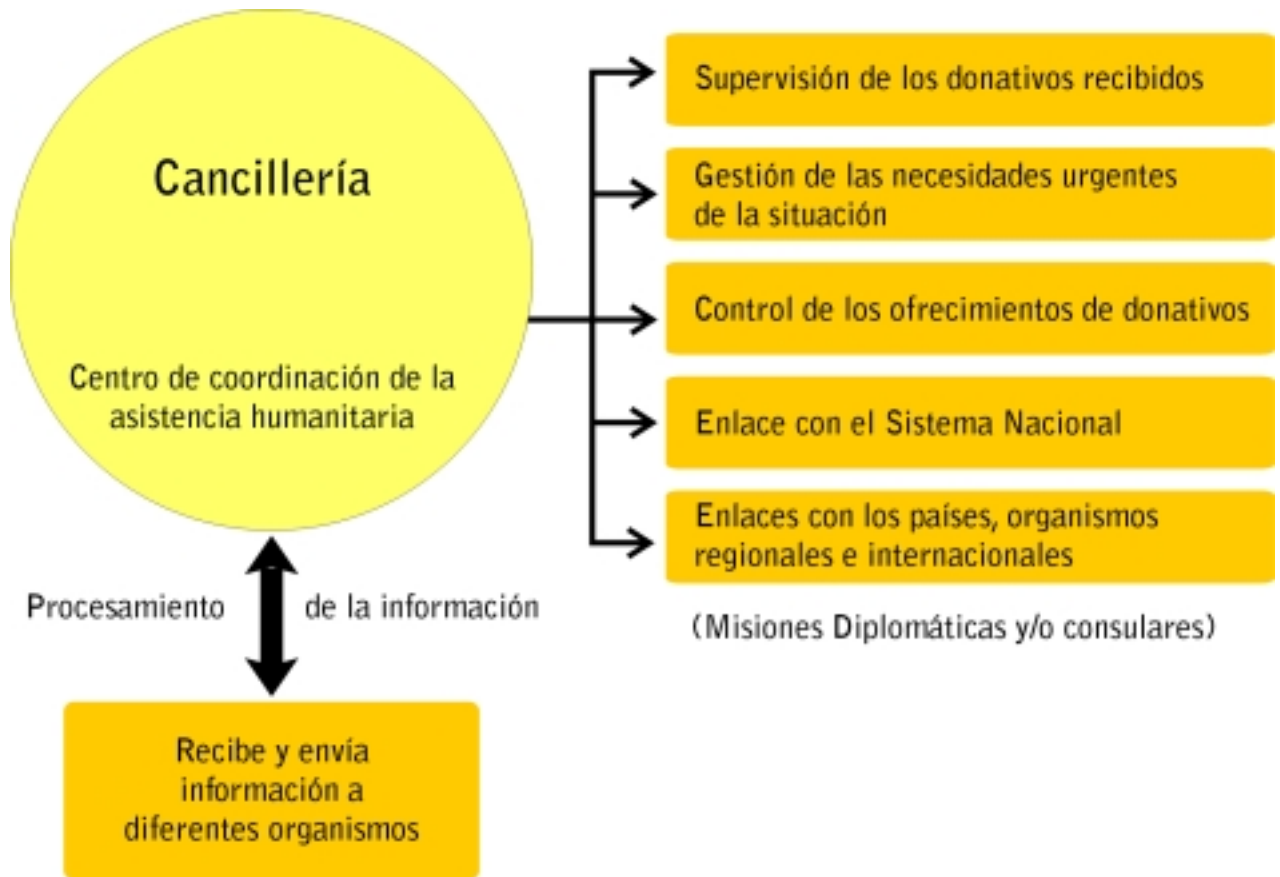 Cancillería
Centro de coordinación de la
asistencia humanitaria
Supervisión de los donativos recibidos
Gestión de las necesidades urgentes
de la situación
Control de los ofrecimientos de donativos
Enlace con el Sistema Nacional
Enlaces con los países, organismos
regionales e internacionales
(Misiones Diplomáticas y/o consulares)
Procesamiento de la información
Recibe y envía
información a
diferentes organismos